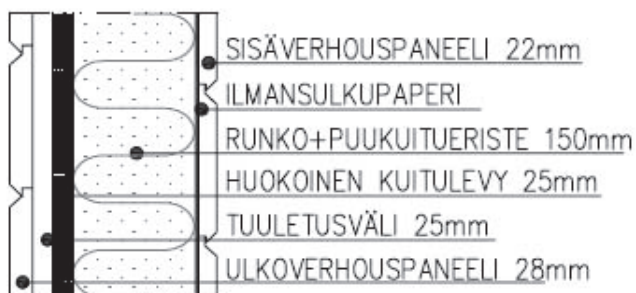 SISÄVERHOUSPANEELI 22mm
ILMANSULKUPAPERI
RUNKO+PUUKUITUERISTE 150mm
HUOKOINEN KUITULEVY 25mm
TUULETUSVÄLI 25mm
ULKOVERHOUSPANEELI 28mm